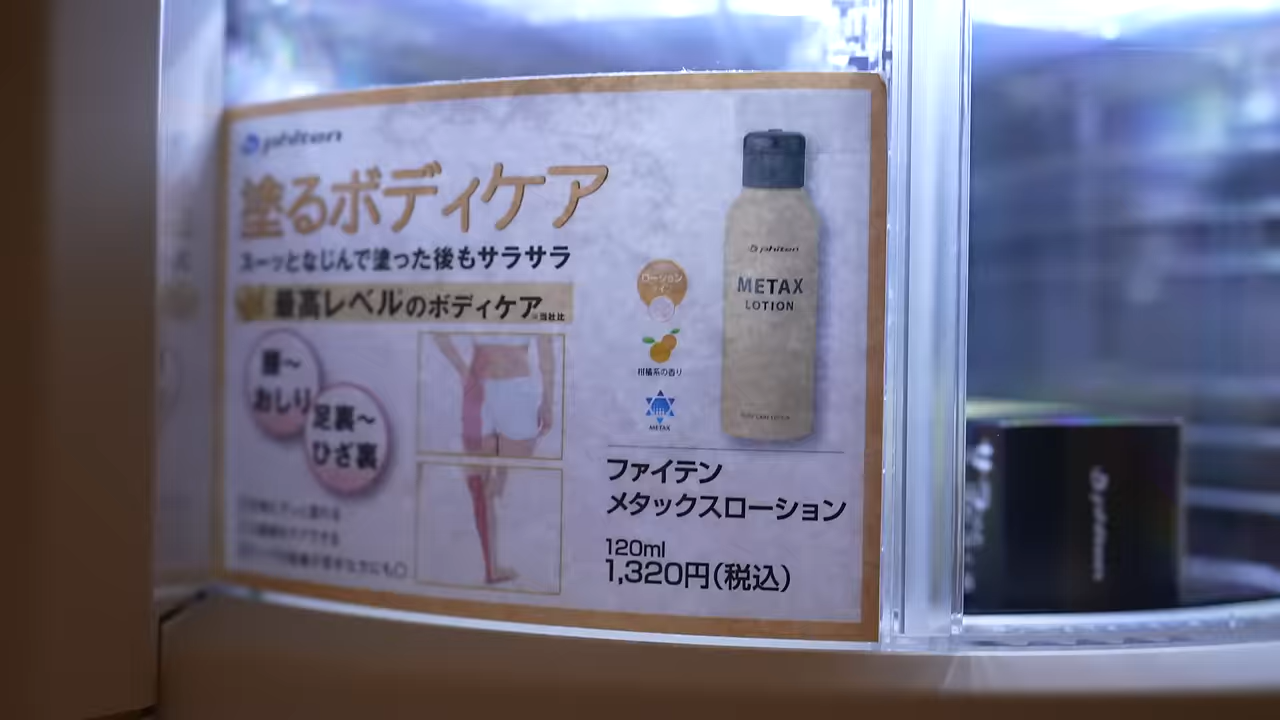 phiten
塗るボディケア
スーッとなじんで塗った後もサラサラ
最高レベルのボディケア
※当社比
腰〜
おしり
足裏〜
ひざ裏
ローション
柑橘系の香り
METAX
phiten
METAX
LOTION
ファイテン
メタックスローション
120ml
1,320円(税込)
phiten